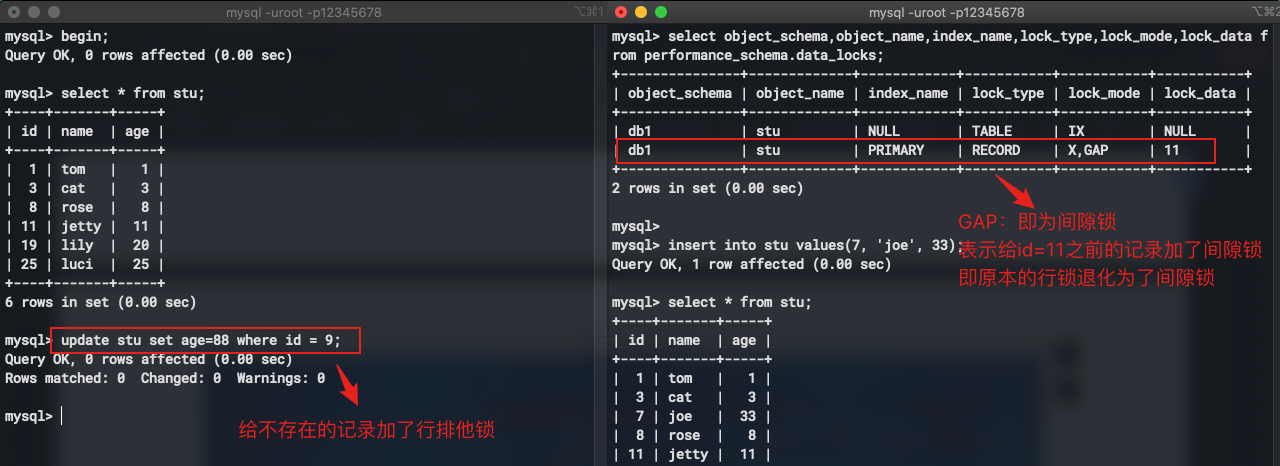 mysql -uroot -p12345678
⌥⌘1
mysql> begin;
Query OK, 0 rows affected (0.00 sec)
mysql> select * from stu;
+----+-------+-----+
| id | name | age |
+----+-------+-----+
| 1 | tom | 1 |
| 3 | cat | 3 |
| 8 | rose | 8 |
| 11 | jetty | 11 |
| 19 | lily | 20 |
| 25 | luci | 25 |
+----+-------+-----+
6 rows in set (0.00 sec)
mysql> update stu set age=88 where id = 9;
Query OK, 0 rows affected (0.00 sec)
Rows matched: 0 Changed: 0 Warnings: 0
mysql>
给不存在的记录加了行排他锁
mysql -uroot -p12345678
⌥⌘2
mysql> select object_schema,object_name,index_name,lock_type,lock_mode,lock_data f
rom performance_schema.data_locks;
+---------------+-------------+------------+-----------+-----------+-----------+
| object_schema | object_name | index_name | lock_type | lock_mode | lock_data |
+---------------+-------------+------------+-----------+-----------+-----------+
| db1 | stu | NULL | TABLE | IX | NULL |
| db1 | stu | PRIMARY | RECORD | X,GAP | 11 |
+---------------+-------------+------------+-----------+-----------+-----------+
2 rows in set (0.00 sec)
mysql>
mysql> insert into stu values(7, 'joe', 33);
Query OK, 1 row affected (0.00 sec)
GAP：即为间隙锁
表示给id=11之前的记录加了间隙锁
即原本的行锁退化为了间隙锁
mysql> select * from stu;
+----+-------+-----+
| id | name | age |
+----+-------+-----+
| 1 | tom | 1 |
| 3 | cat | 3 |
| 7 | joe | 33 |
| 8 | rose | 8 |
| 11 | jetty | 11 |